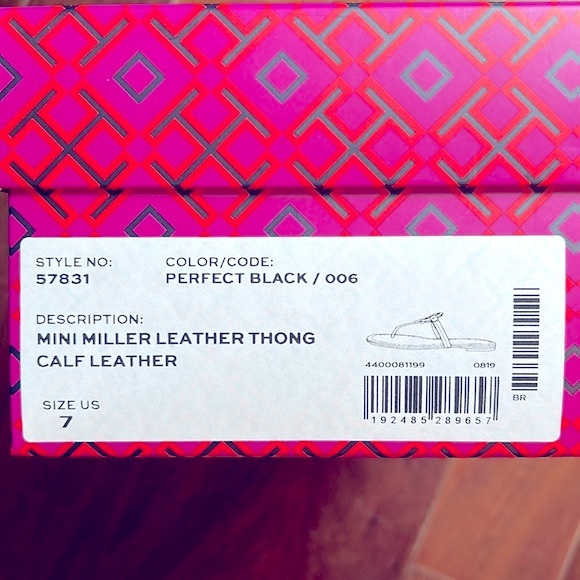 STYLE NO: COLOR/CODE:
57831 PERFECT BLACK / 006
DESCRIPTION:
MINI MILLER LEATHER THONG
CALF LEATHER
4400081199 0819
SIZE US
7
BR
192485289657